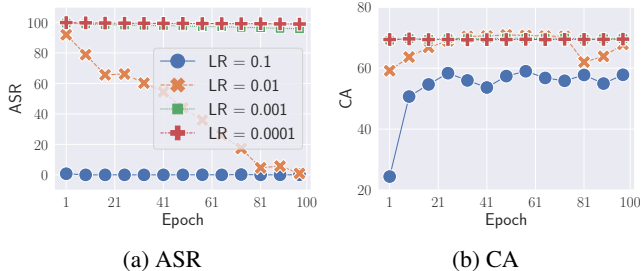 100
80
60
40
20
0
ASR
LR = 0.1
LR = 0.01
LR = 0.001
LR = 0.0001
1
21
41
61
81
100
Epoch
(a) ASR
80
60
40
20
CA
1
21
41
61
81
100
Epoch
(b) CA